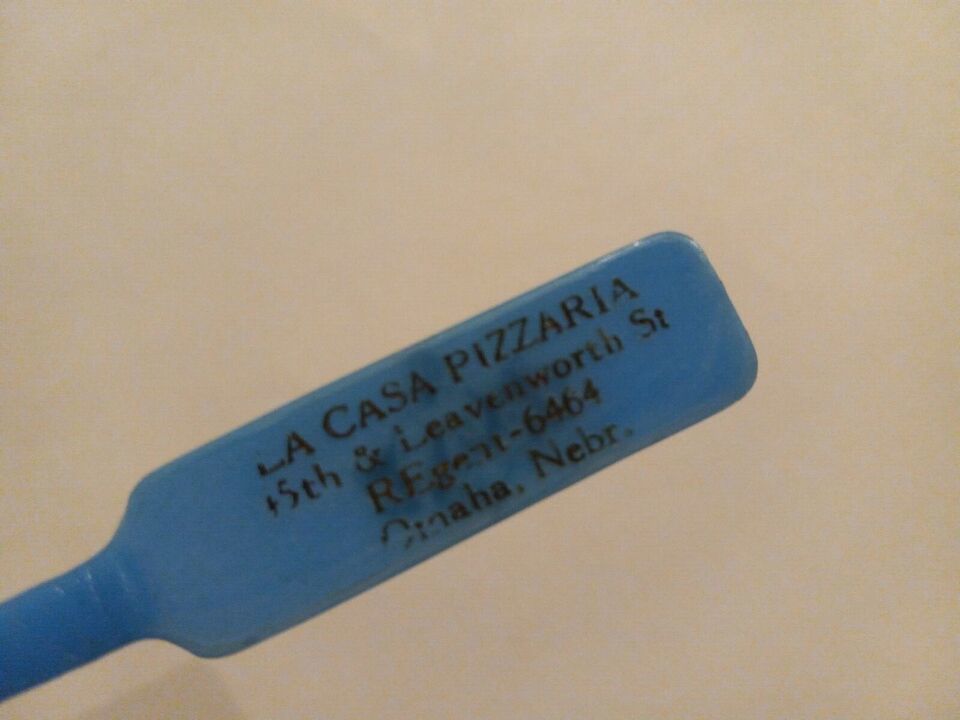 LA CASA PIZZARIA
45th & Leavenworth St
REgent-6464
Omaha, Nebr.